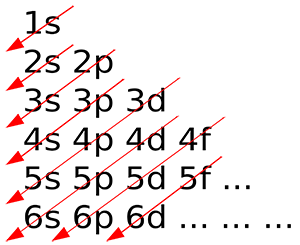 1s
2s 2p
3s 3p 3d
4s 4p 4d 4f
5s 5p 5d 5f ...
6s 6p 6d ... ... ...